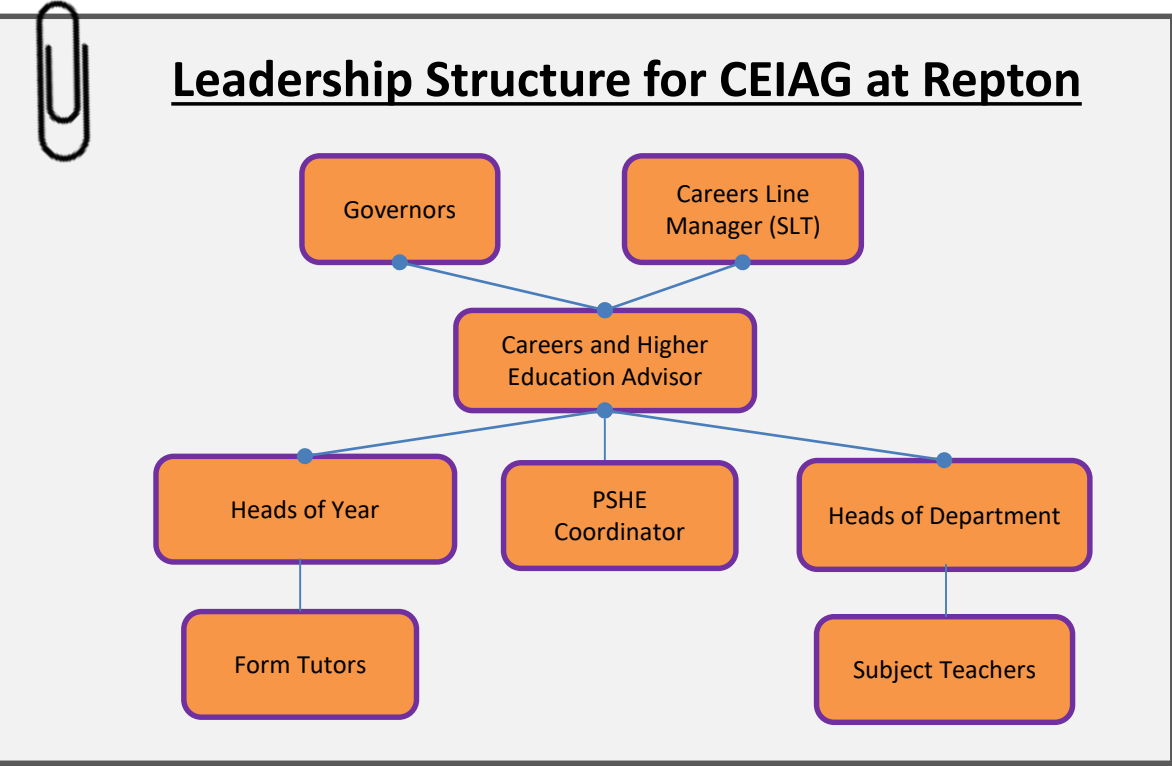 Leadership Structure for CEIAG at Repton
Governors
Careers Line
Manager (SLT)
Careers and Higher
Education Advisor
Heads of Year
PSHE
Coordinator
Heads of Department
Form Tutors
Subject Teachers